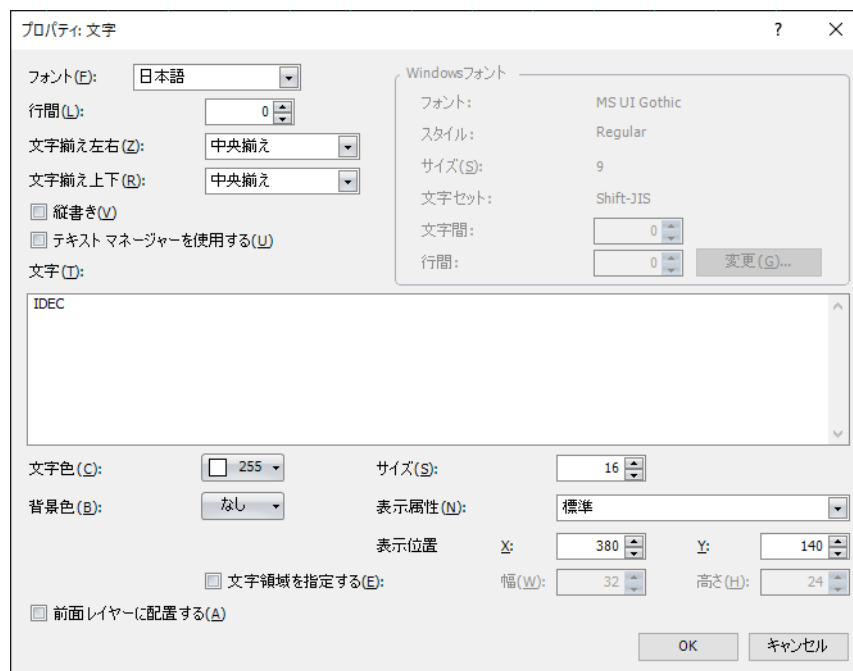 プロパティ: 文字 ? ×
フォント(F): 日本語
行間(L): 0
文字揃え左右(Z): 中央揃え
文字揃え上下(R): 中央揃え
縦書き(V)
テキスト マネージャーを使用する(U)
文字(T):
Windowsフォント
フォント: MS UI Gothic
スタイル: Regular
サイズ(S): 9
文字セット: Shift-JIS
文字間: 0
行間: 0 変更(G)...
IDEC
文字色(C): 255 サイズ(S): 16
背景色(B): なし 表示属性(N): 標準
表示位置 X: 380 Y: 140
文字領域を指定する(E): 幅(W): 32 高さ(H): 24
前面レイヤーに配置する(A)
OK キャンセル